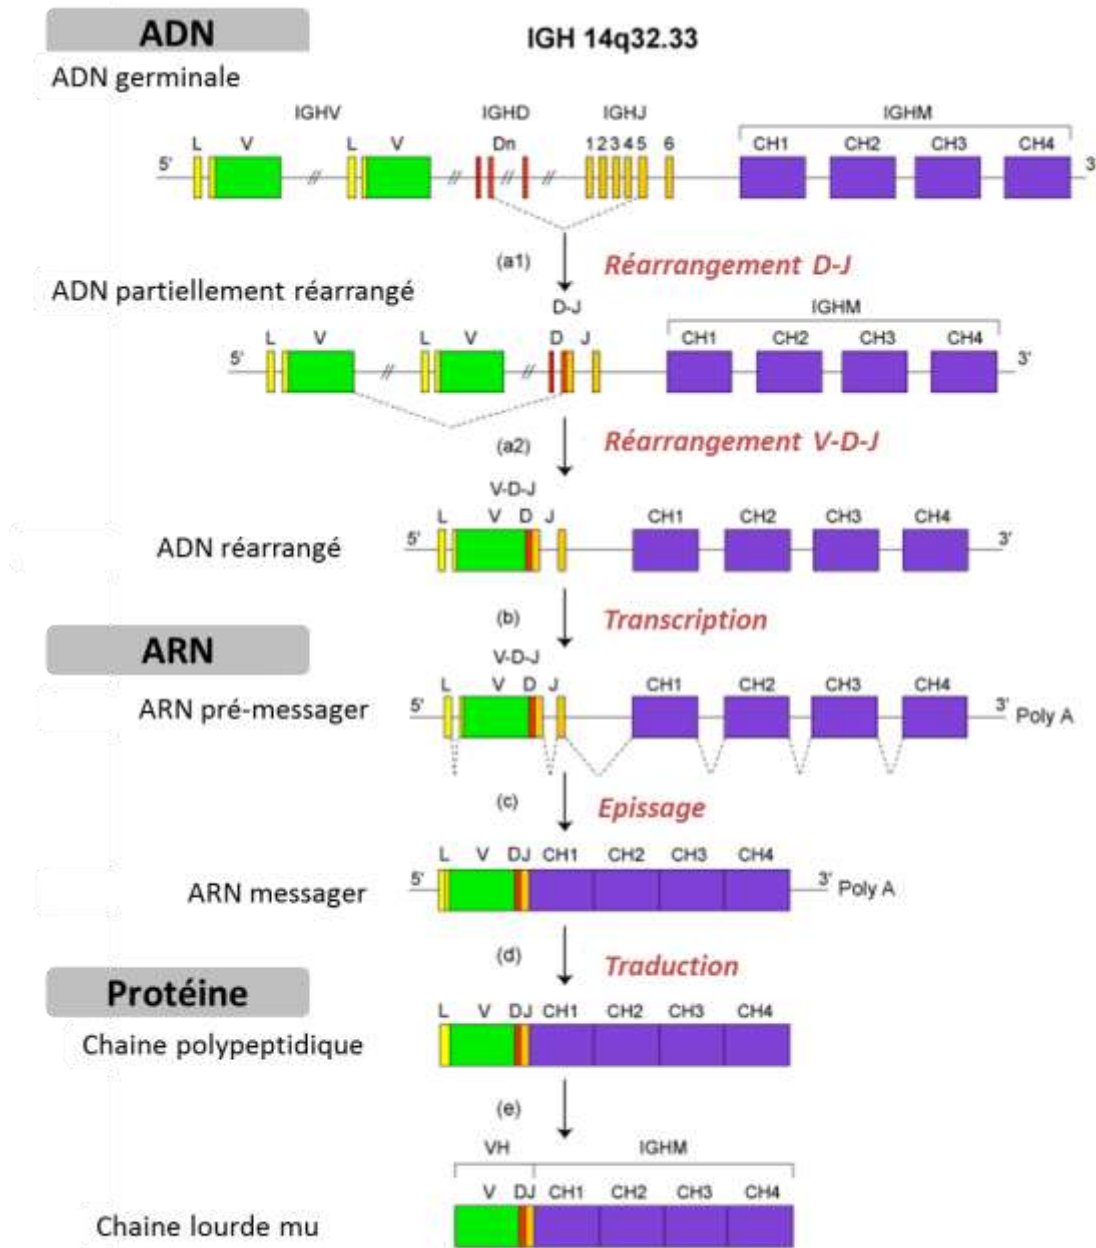 ADN
IGH 14q32.33
ADN germinale
IGHV IGHD IGHJ IGHM
L V L V Dn 1 2 3 4 5 6 CH1 CH2 CH3 CH4
5' 3'
(a1) Réarrangement D-J
ADN partiellement réarrangé
D-J IGHM
L V L V D J CH1 CH2 CH3 CH4
5' 3'
(a2) Réarrangement V-D-J
V-D-J
L V D J CH1 CH2 CH3 CH4
ADN réarrangé 5' 3'
(b) Transcription
ARN
V-D-J
L V D J CH1 CH2 CH3 CH4
ARN pré-messager 5' 3' Poly A
(c) Epissage
L V DJ CH1 CH2 CH3 CH4
ARN messager 5' 3' Poly A
(d) Traduction
Protéine
L V DJ CH1 CH2 CH3 CH4
Chaine polypeptidique
(e)
VH IGHM
V DJ CH1 CH2 CH3 CH4
Chaine lourde mu